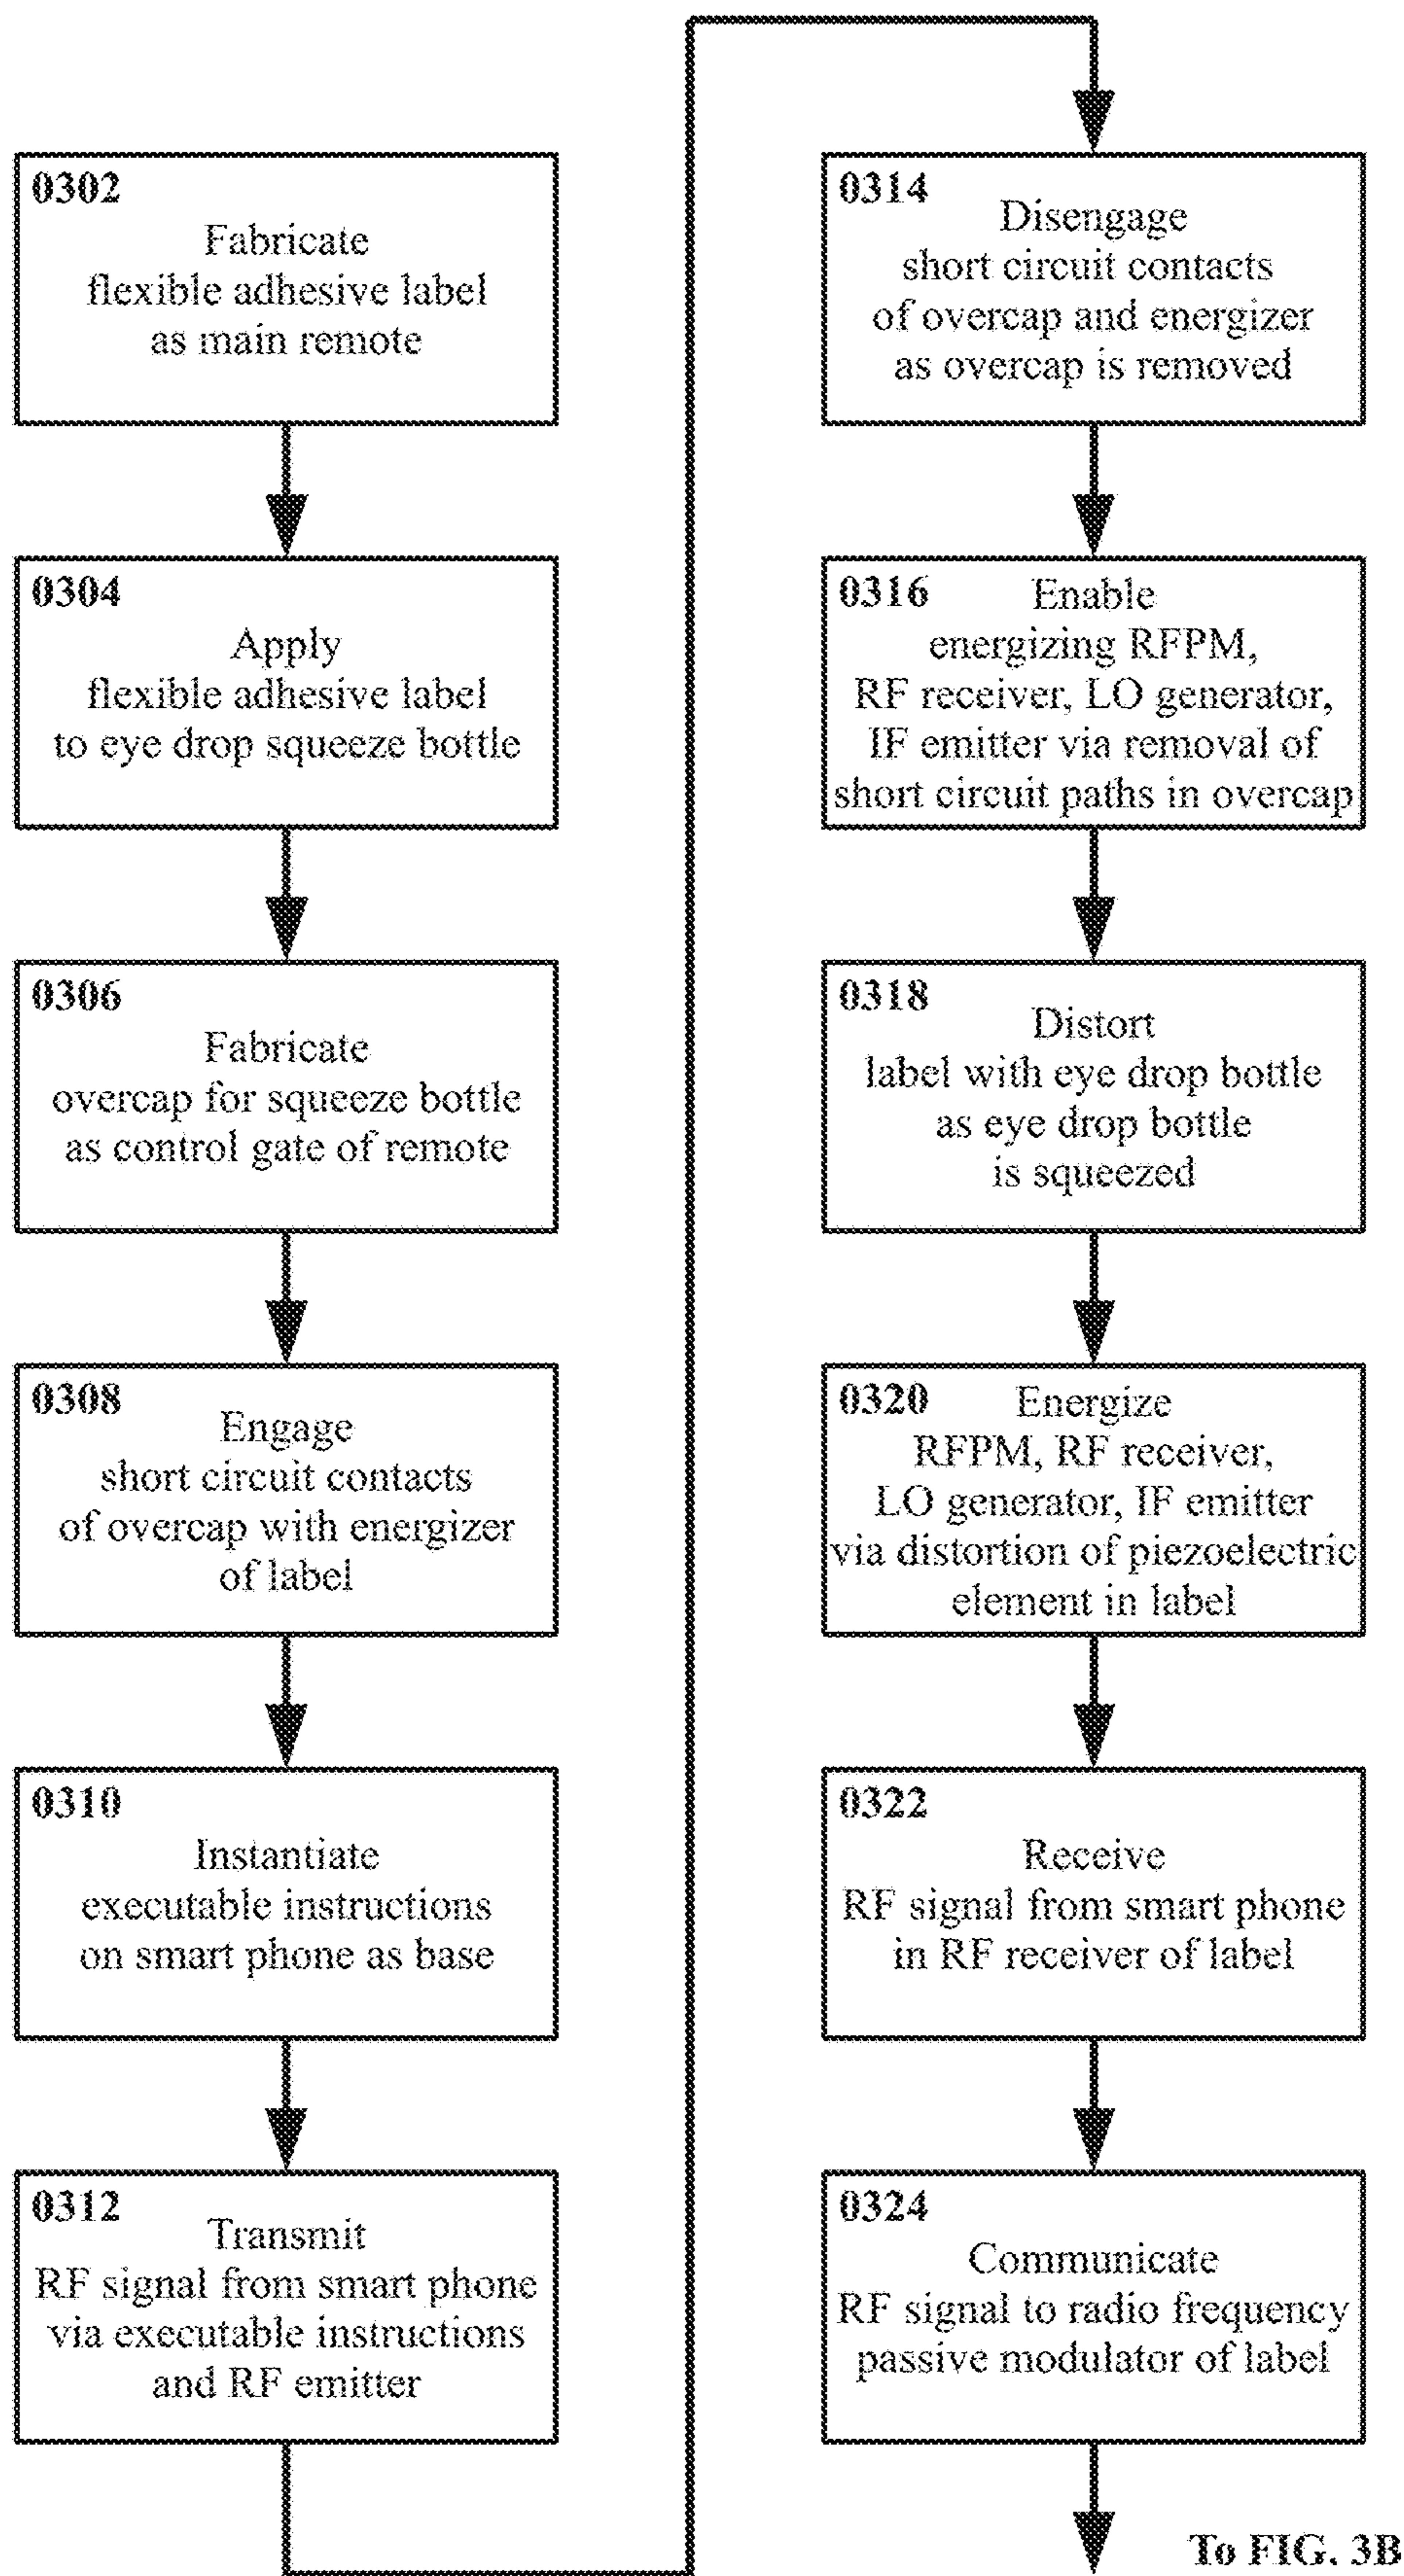 0302
Fabricate
flexible adhesive label
as main remote
0304
Apply
flexible adhesive label
to eye drop squeeze bottle
0306
Fabricate
overcap for squeeze bottle
as control gate of remote
0308
Engage
short circuit contacts
of overcap with energizer
of label
0310
Instantiate
executable instructions
on smart phone as base
0312
Transmit
RF signal from smart phone
via executable instructions
and RF emitter
0314
Disengage
short circuit contacts
of overcap and energizer
as overcap is removed
0316 Enable
energizing RFPM,
RF receiver, LO generator,
IF emitter via removal of
short circuit paths in overcap
0318
Distort
label with eye drop bottle
as eye drop bottle
is squeezed
0320 Energize
RFPM, RF receiver,
LO generator, IF emitter
via distortion of piezoelectric
element in label
0322
Receive
RF signal from smart phone
in RF receiver of label
0324
Communicate
RF signal to radio frequency
passive modulator of label
To FIG. 3B